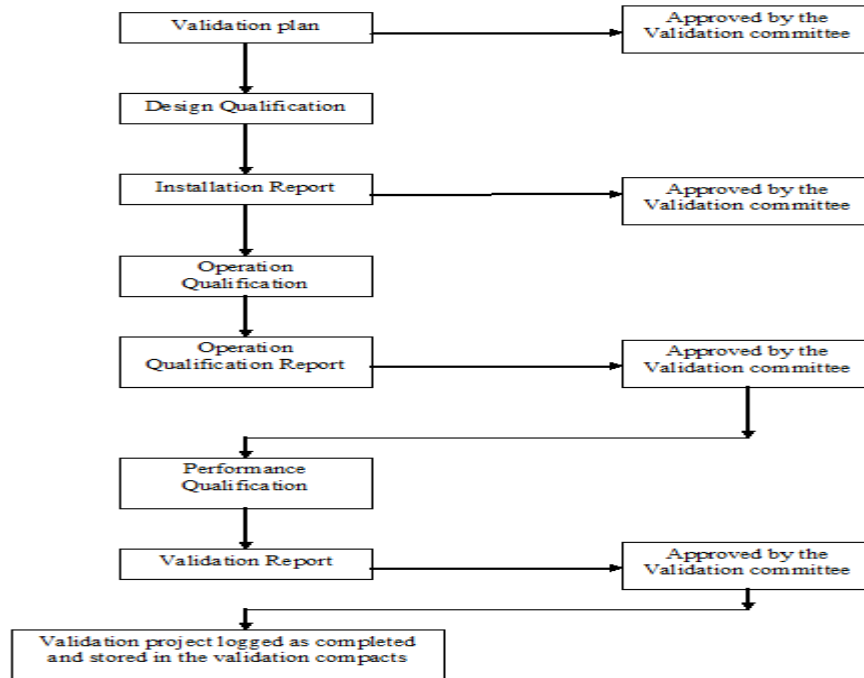 Validation plan
Approved by the
Validation committee
Design Qualification
Installation Report
Approved by the
Validation committee
Operation
Qualification
Operation
Qualification Report
Approved by the
Validation committee
Performance
Qualification
Validation Report
Approved by the
Validation committee
Validation project logged as completed
and stored in the validation compacts